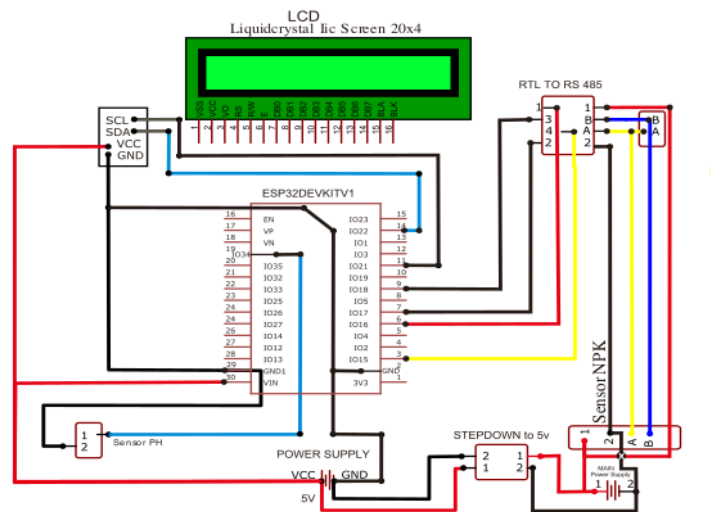 LCD
Liquidcrystal Iic Screen 20x4
VSS VCC VO RS R/W E DB0 DB1 DB2 DB3 DB4 DB5 DB6 DB7 BLA BLK
1 2 3 4 5 6 7 8 9 10 11 12 13 14 15 16
SCL
SDA
VCC
GND
RTL TO RS 485
1 1
3 B
4 A
2 2
B
A
ESP32DEVKITV1
16 EN IO23 15
17 VP IO22 14
18 VN IO1 13
19 IO34 IO3 12
20 IO35 IO21 11
21 IO32 IO19 10
22 IO33 IO18 9
23 IO25 IO5 8
24 IO26 IO17 7
24 IO27 IO16 6
26 IO14 IO4 5
27 IO12 IO2 4
28 IO13 IO15 3
29 GND1 GND 2
30 VIN 3V3 1
1
2
Sensor PH
Sensor NPK
1 2 A B
POWER SUPPLY
VCC GND
5V
STEPDOWN to 5v
2 1
1 2
MAIN
Power Supply
1 2